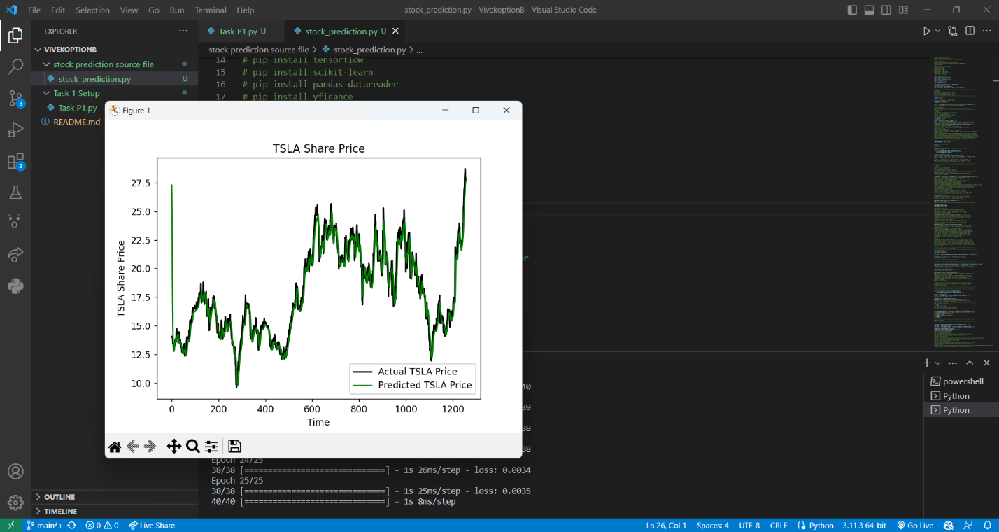 File Edit Selection View Go Run Terminal Help
stock_prediction.py - VivekoptionB - Visual Studio Code
EXPLORER
Task P1.py U
stock_prediction.py U
VIVEKOPTIONB
stock prediction source file > stock_prediction.py > ...
stock prediction source file
stock_prediction.py U
Task 1 Setup
Task P1.py
README.md
14 # pip install tensorflow
15 # pip install scikit-learn
16 # pip install pandas-datareader
17 # pip install yfinance
3
2
Figure 1
TSLA Share Price
27.5
25.0
22.5
20.0
17.5
15.0
12.5
10.0
TSLA Share Price
Actual TSLA Price
Predicted TSLA Price
0 200 400 600 800 1000 1200
Time
er
40
39
38
38
Epoch 24/25
38/38 [==============================] - 1s 26ms/step - loss: 0.0034
Epoch 25/25
38/38 [==============================] - 1s 25ms/step - loss: 0.0035
40/40 [==============================] - 1s 8ms/step
powershell
Python
Python
OUTLINE
TIMELINE
main*+ 0 0 Live Share
Ln 26, Col 1 Spaces: 4 UTF-8 CRLF Python 3.11.3 64-bit Go Live